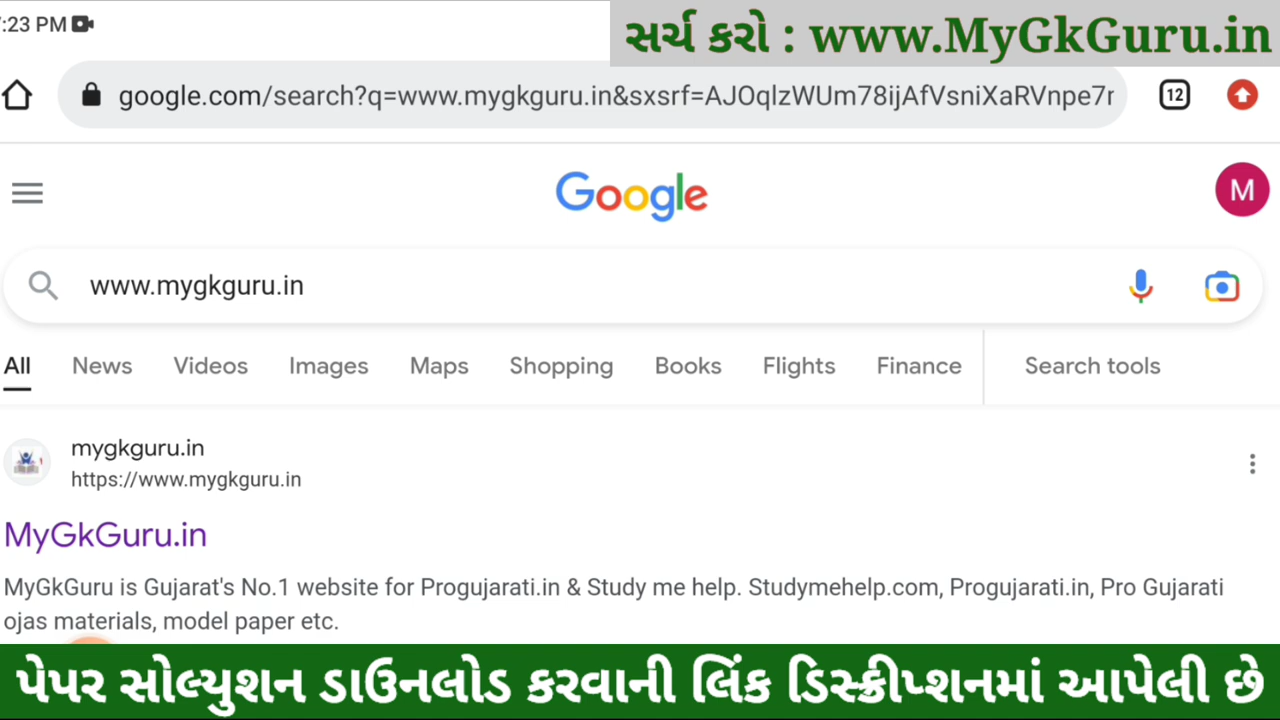 :23 PM
સર્ચ કરો : www.MyGkGuru.in
google.com/search?q=www.mygkguru.in&sxsrf=AJOqlzWUm78ijAfVsniXaRVnpe7r
12
Google
M
www.mygkguru.in
All News Videos Images Maps Shopping Books Flights Finance Search tools
mygkguru.in
https://www.mygkguru.in
MyGkGuru.in
MyGkGuru is Gujarat's No.1 website for Progujarati.in & Study me help. Studymehelp.com, Progujarati.in, Pro Gujarati
ojas materials, model paper etc.
પેપર સોલ્યુશન ડાઉનલોડ કરવાની લિંક ડિસ્ક્રીપ્શનમાં આપેલી છે